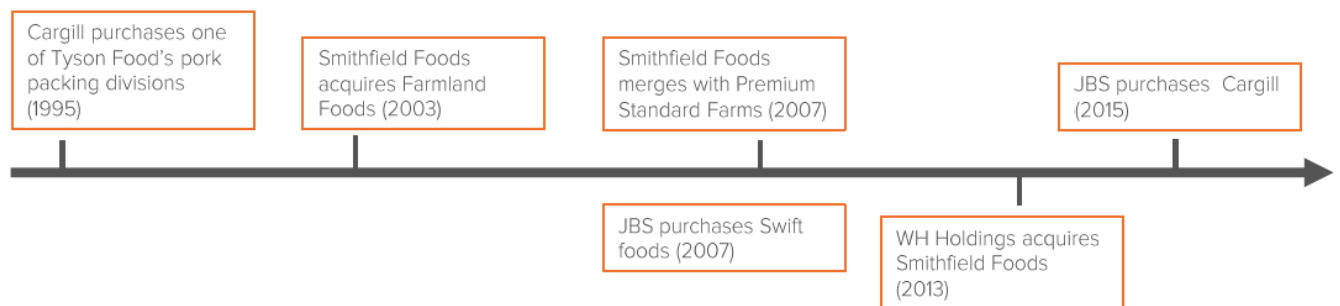 Cargill purchases one
of Tyson Food's pork
packing divisions
(1995)
Smithfield Foods
acquires Farmland
Foods (2003)
Smithfield Foods
merges with Premium
Standard Farms (2007)
JBS purchases Swift
foods (2007)
WH Holdings acquires
Smithfield Foods
(2013)
JBS purchases  Cargill
(2015)